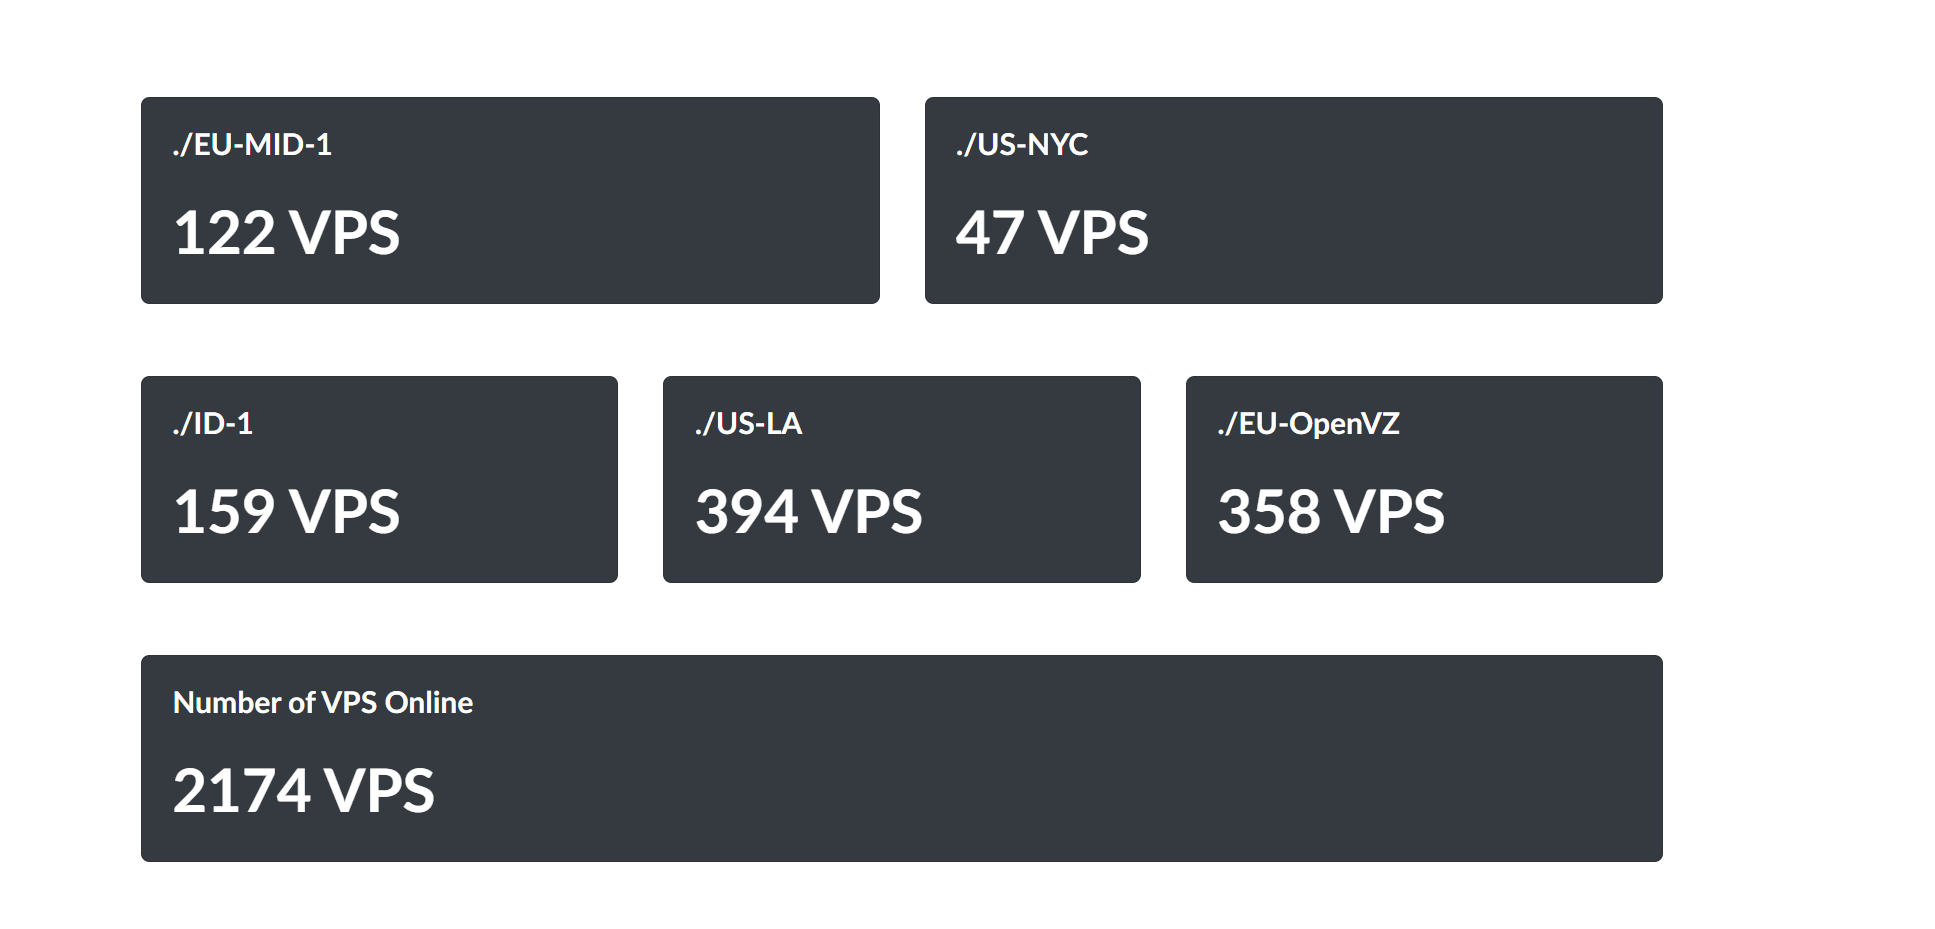 ./EU-MID-1
122 VPS
./US-NYC
47 VPS
./ID-1
159 VPS
./US-LA
394 VPS
./EU-OpenVZ
358 VPS
Number of VPS Online
2174 VPS